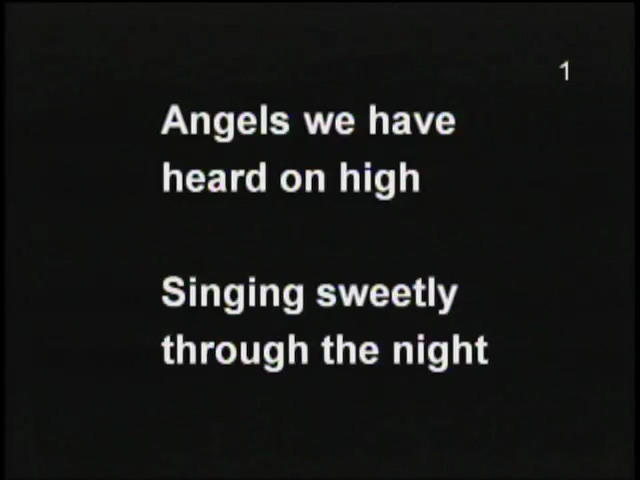 1
Angels we have
heard on high
Singing sweetly
through the night